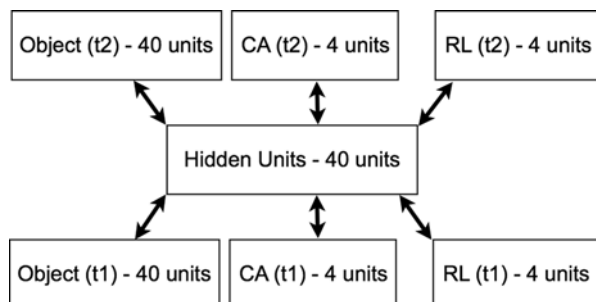 Object (t2) - 40 units
CA (t2) - 4 units
RL (t2) - 4 units
Hidden Units - 40 units
Object (t1) - 40 units
CA (t1) - 4 units
RL (t1) - 4 units